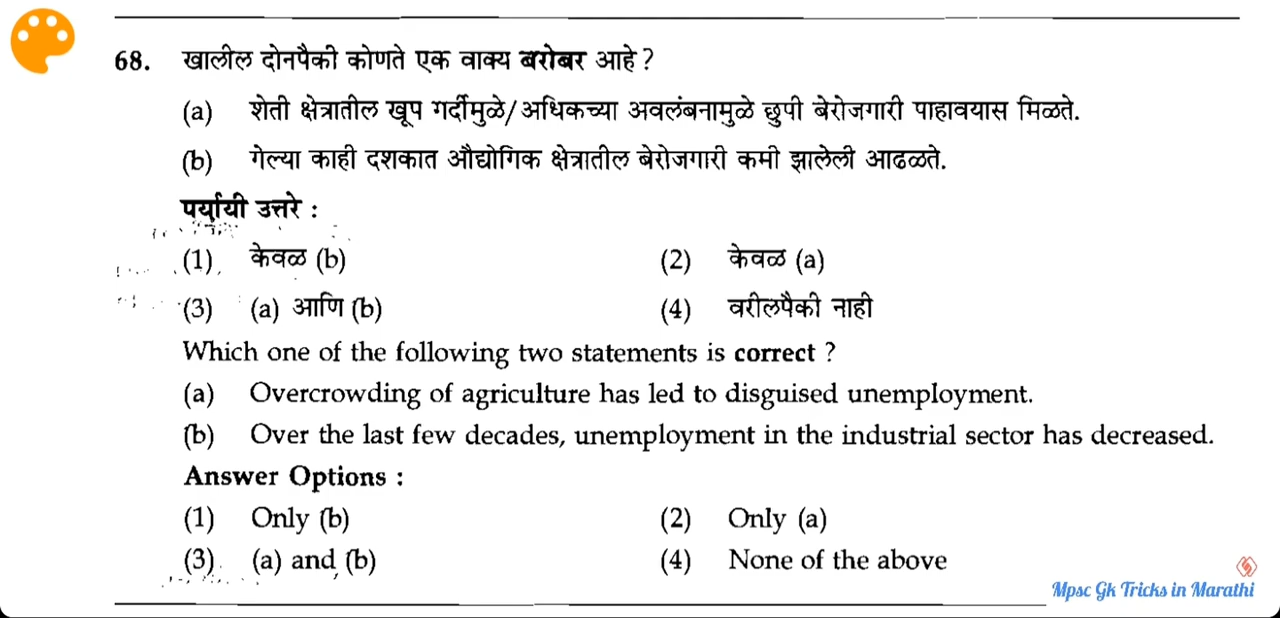 68. खालील दोनपैकी कोणते एक वाक्य बरोबर आहे ?
(a) शेती क्षेत्रातील खूप गर्दीमुळे/अधिकच्या अवलंबनामुळे छुपी बेरोजगारी पाहावयास मिळते.
(b) गेल्या काही दशकात औद्योगिक क्षेत्रातील बेरोजगारी कमी झालेली आढळते.
पर्यायी उत्तरे :
(1) केवळ (b) (2) केवळ (a)
(3) (a) आणि (b) (4) वरीलपैकी नाही
Which one of the following two statements is correct ?
(a) Overcrowding of agriculture has led to disguised unemployment.
(b) Over the last few decades, unemployment in the industrial sector has decreased.
Answer Options :
(1) Only (b) (2) Only (a)
(3) (a) and (b) (4) None of the above
Mpsc Gk Tricks in Marathi